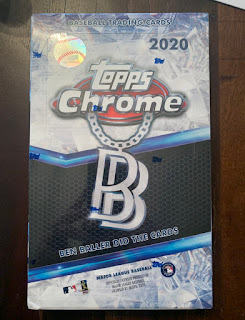 BASEBALL TRADING CARDS
2020
Topps
Chrome
BB
BEN BALLER DID THE CARDS
MAJOR LEAGUE BASEBALL